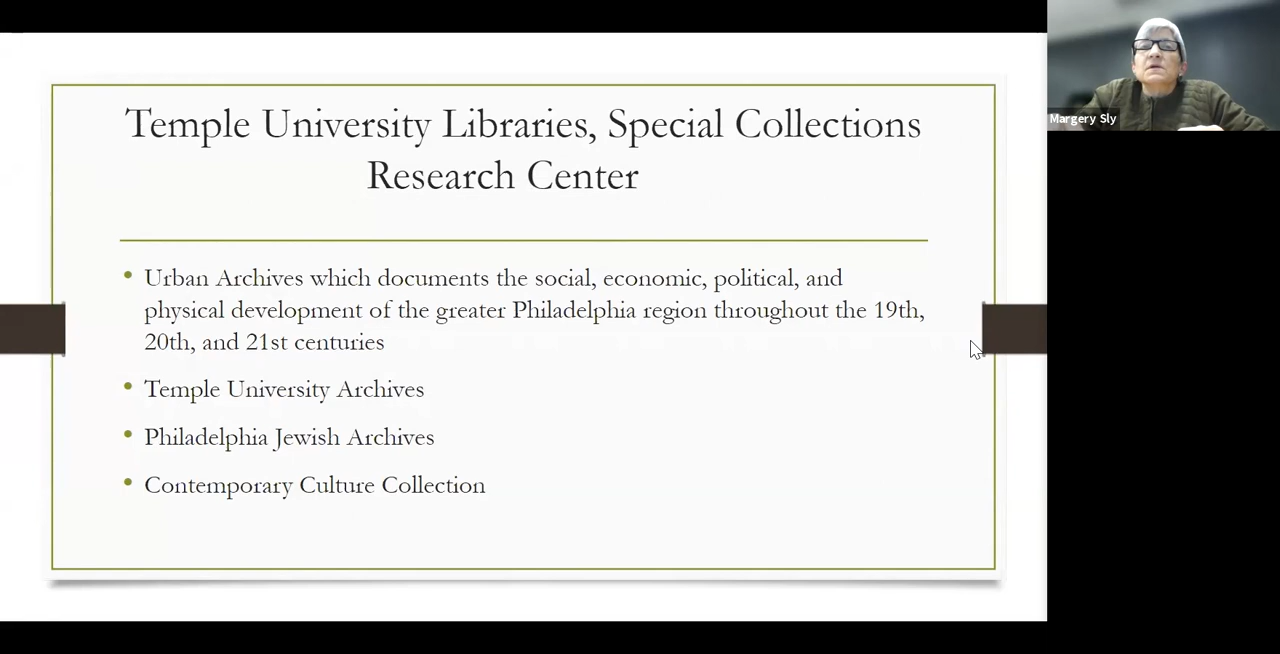 Temple University Libraries, Special Collections
Research Center
• Urban Archives which documents the social, economic, political, and
physical development of the greater Philadelphia region throughout the 19th,
20th, and 21st centuries
• Temple University Archives
• Philadelphia Jewish Archives
• Contemporary Culture Collection
Margery Sly